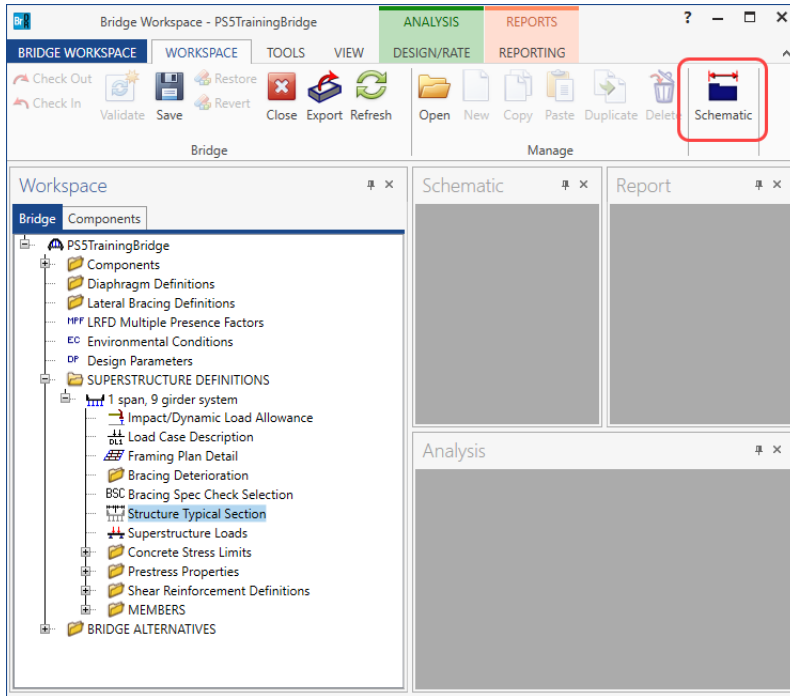 Br
Bridge Workspace - PS5TrainingBridge
ANALYSIS
REPORTS
?
BRIDGE WORKSPACE
WORKSPACE
TOOLS
VIEW
DESIGN/RATE
REPORTING
Check Out
Check In
Validate
Save
Restore
Revert
Close
Export
Refresh
Open
New
Copy
Paste
Duplicate
Delete
Schematic
Bridge
Manage
Workspace
Bridge
Components
PS5TrainingBridge
Components
Diaphragm Definitions
Lateral Bracing Definitions
MPF LRFD Multiple Presence Factors
EC Environmental Conditions
DP Design Parameters
SUPERSTRUCTURE DEFINITIONS
1 span, 9 girder system
Impact/Dynamic Load Allowance
DL1 Load Case Description
Framing Plan Detail
Bracing Deterioration
BSC Bracing Spec Check Selection
Structure Typical Section
Superstructure Loads
Concrete Stress Limits
Prestress Properties
Shear Reinforcement Definitions
MEMBERS
BRIDGE ALTERNATIVES
Schematic
Report
Analysis